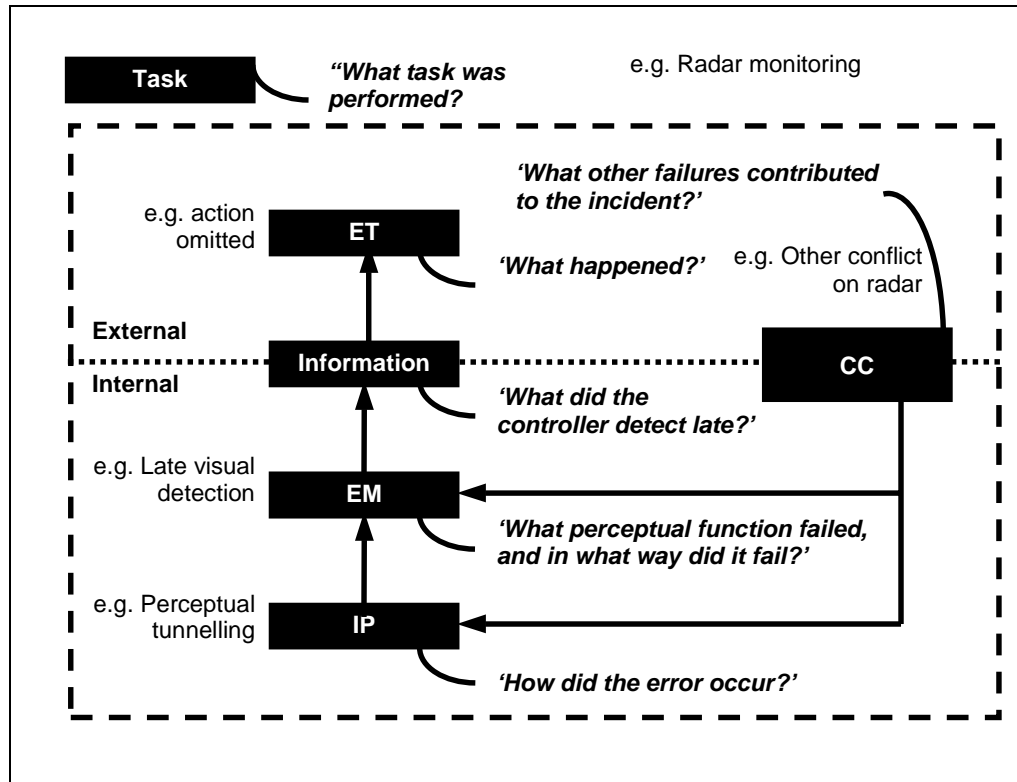 Task
“What task was
performed?
e.g. Radar monitoring
‘What other failures contributed
to the incident?’
e.g. action
omitted
ET
‘What happened?’
e.g. Other conflict
on radar
External
Information
CC
Internal
‘What did the
controller detect late?’
e.g. Late visual
detection
EM
‘What perceptual function failed,
and in what way did it fail?’
e.g. Perceptual
tunnelling
IP
‘How did the error occur?’